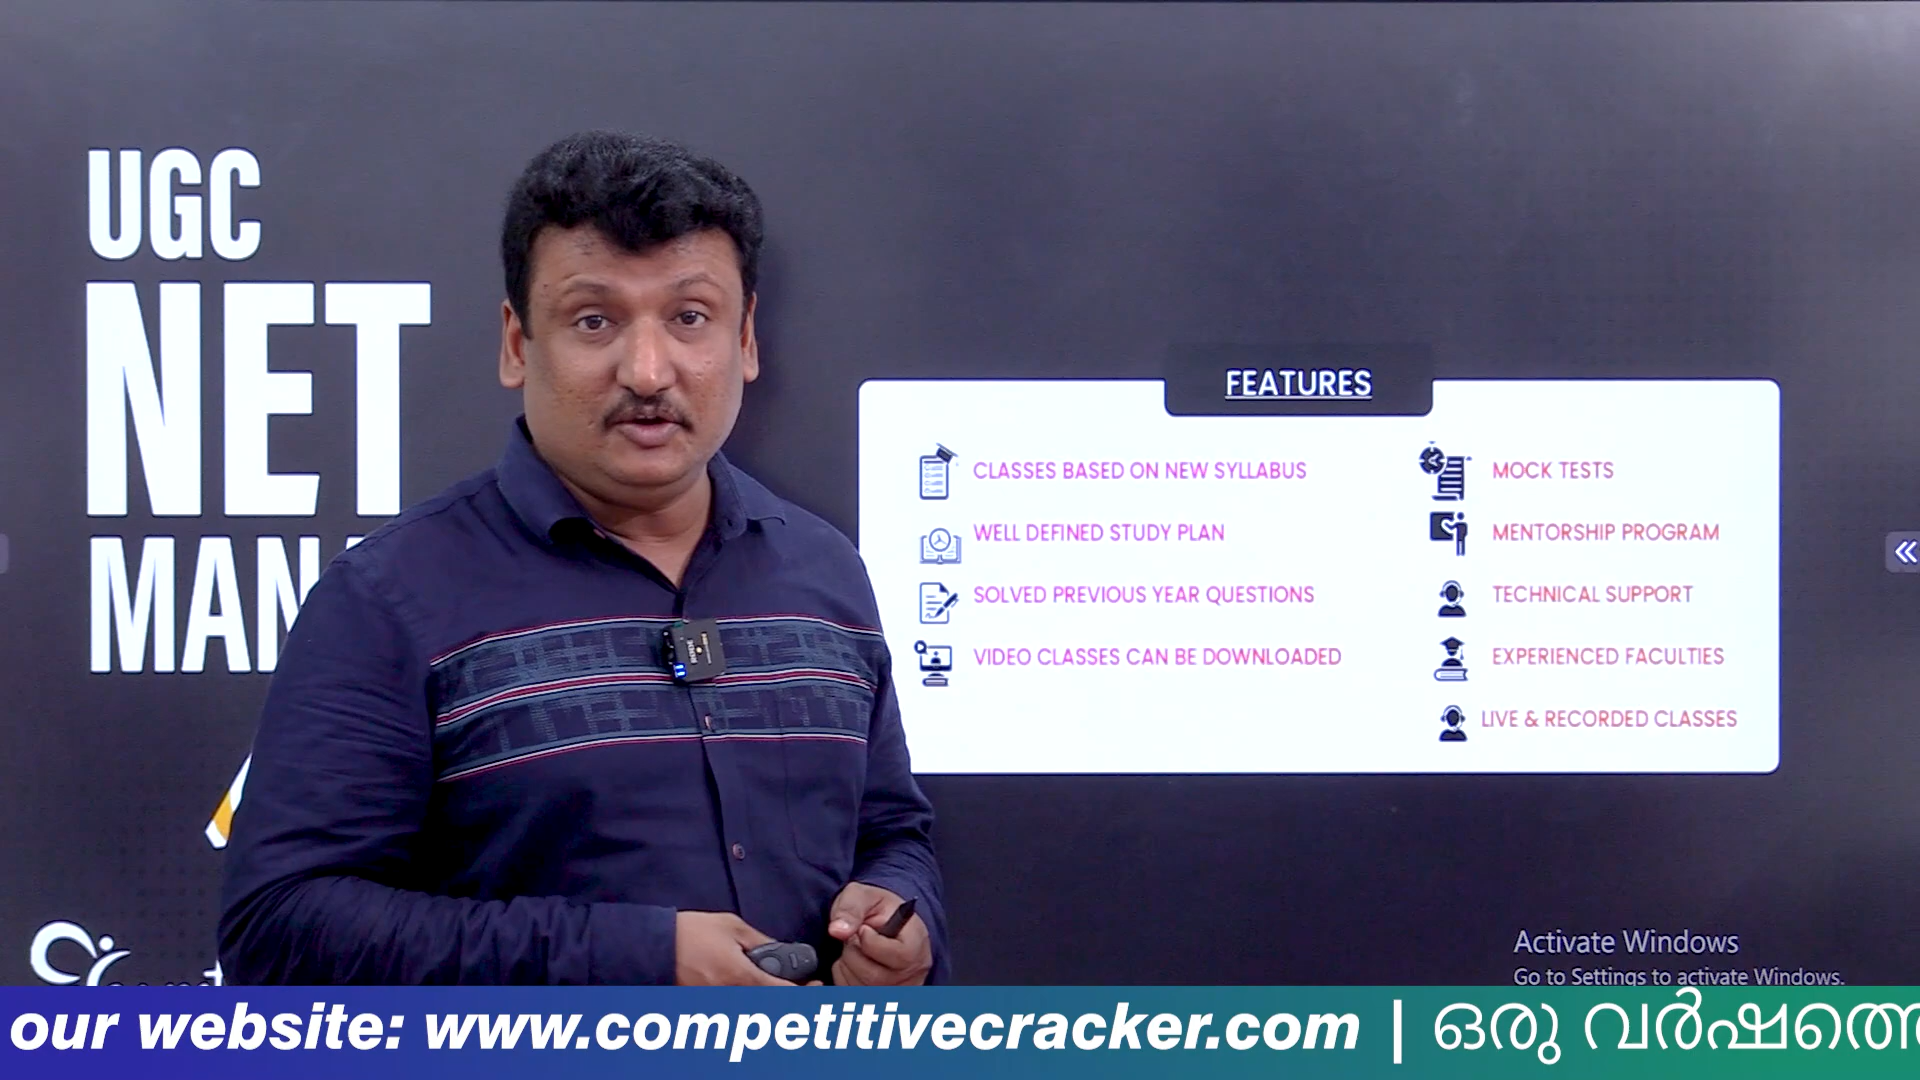 UGC
NET
FEATURES
CLASSES BASED ON NEW SYLLABUS
WELL DEFINED STUDY PLAN
SOLVED PREVIOUS YEAR QUESTIONS
VIDEO CLASSES CAN BE DOWNLOADED
MOCK TESTS
MENTORSHIP PROGRAM
TECHNICAL SUPPORT
EXPERIENCED FACULTIES
LIVE & RECORDED CLASSES
Activate Windows
Go to Settings to activate Windows.
our website: www.competitivecracker.com | ഒരു